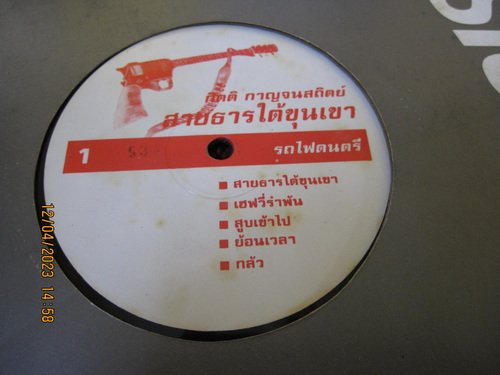 กิตติ กาญจนสถิตย์
สายธารใต้ขุนเขา
1
รถไฟดนตรี
สายธารใต้ขุนเขา
เฮฟวี่รำพัน
สูบเข้าไป
ย้อนเวลา
กลัว
12/04/2023 14:58